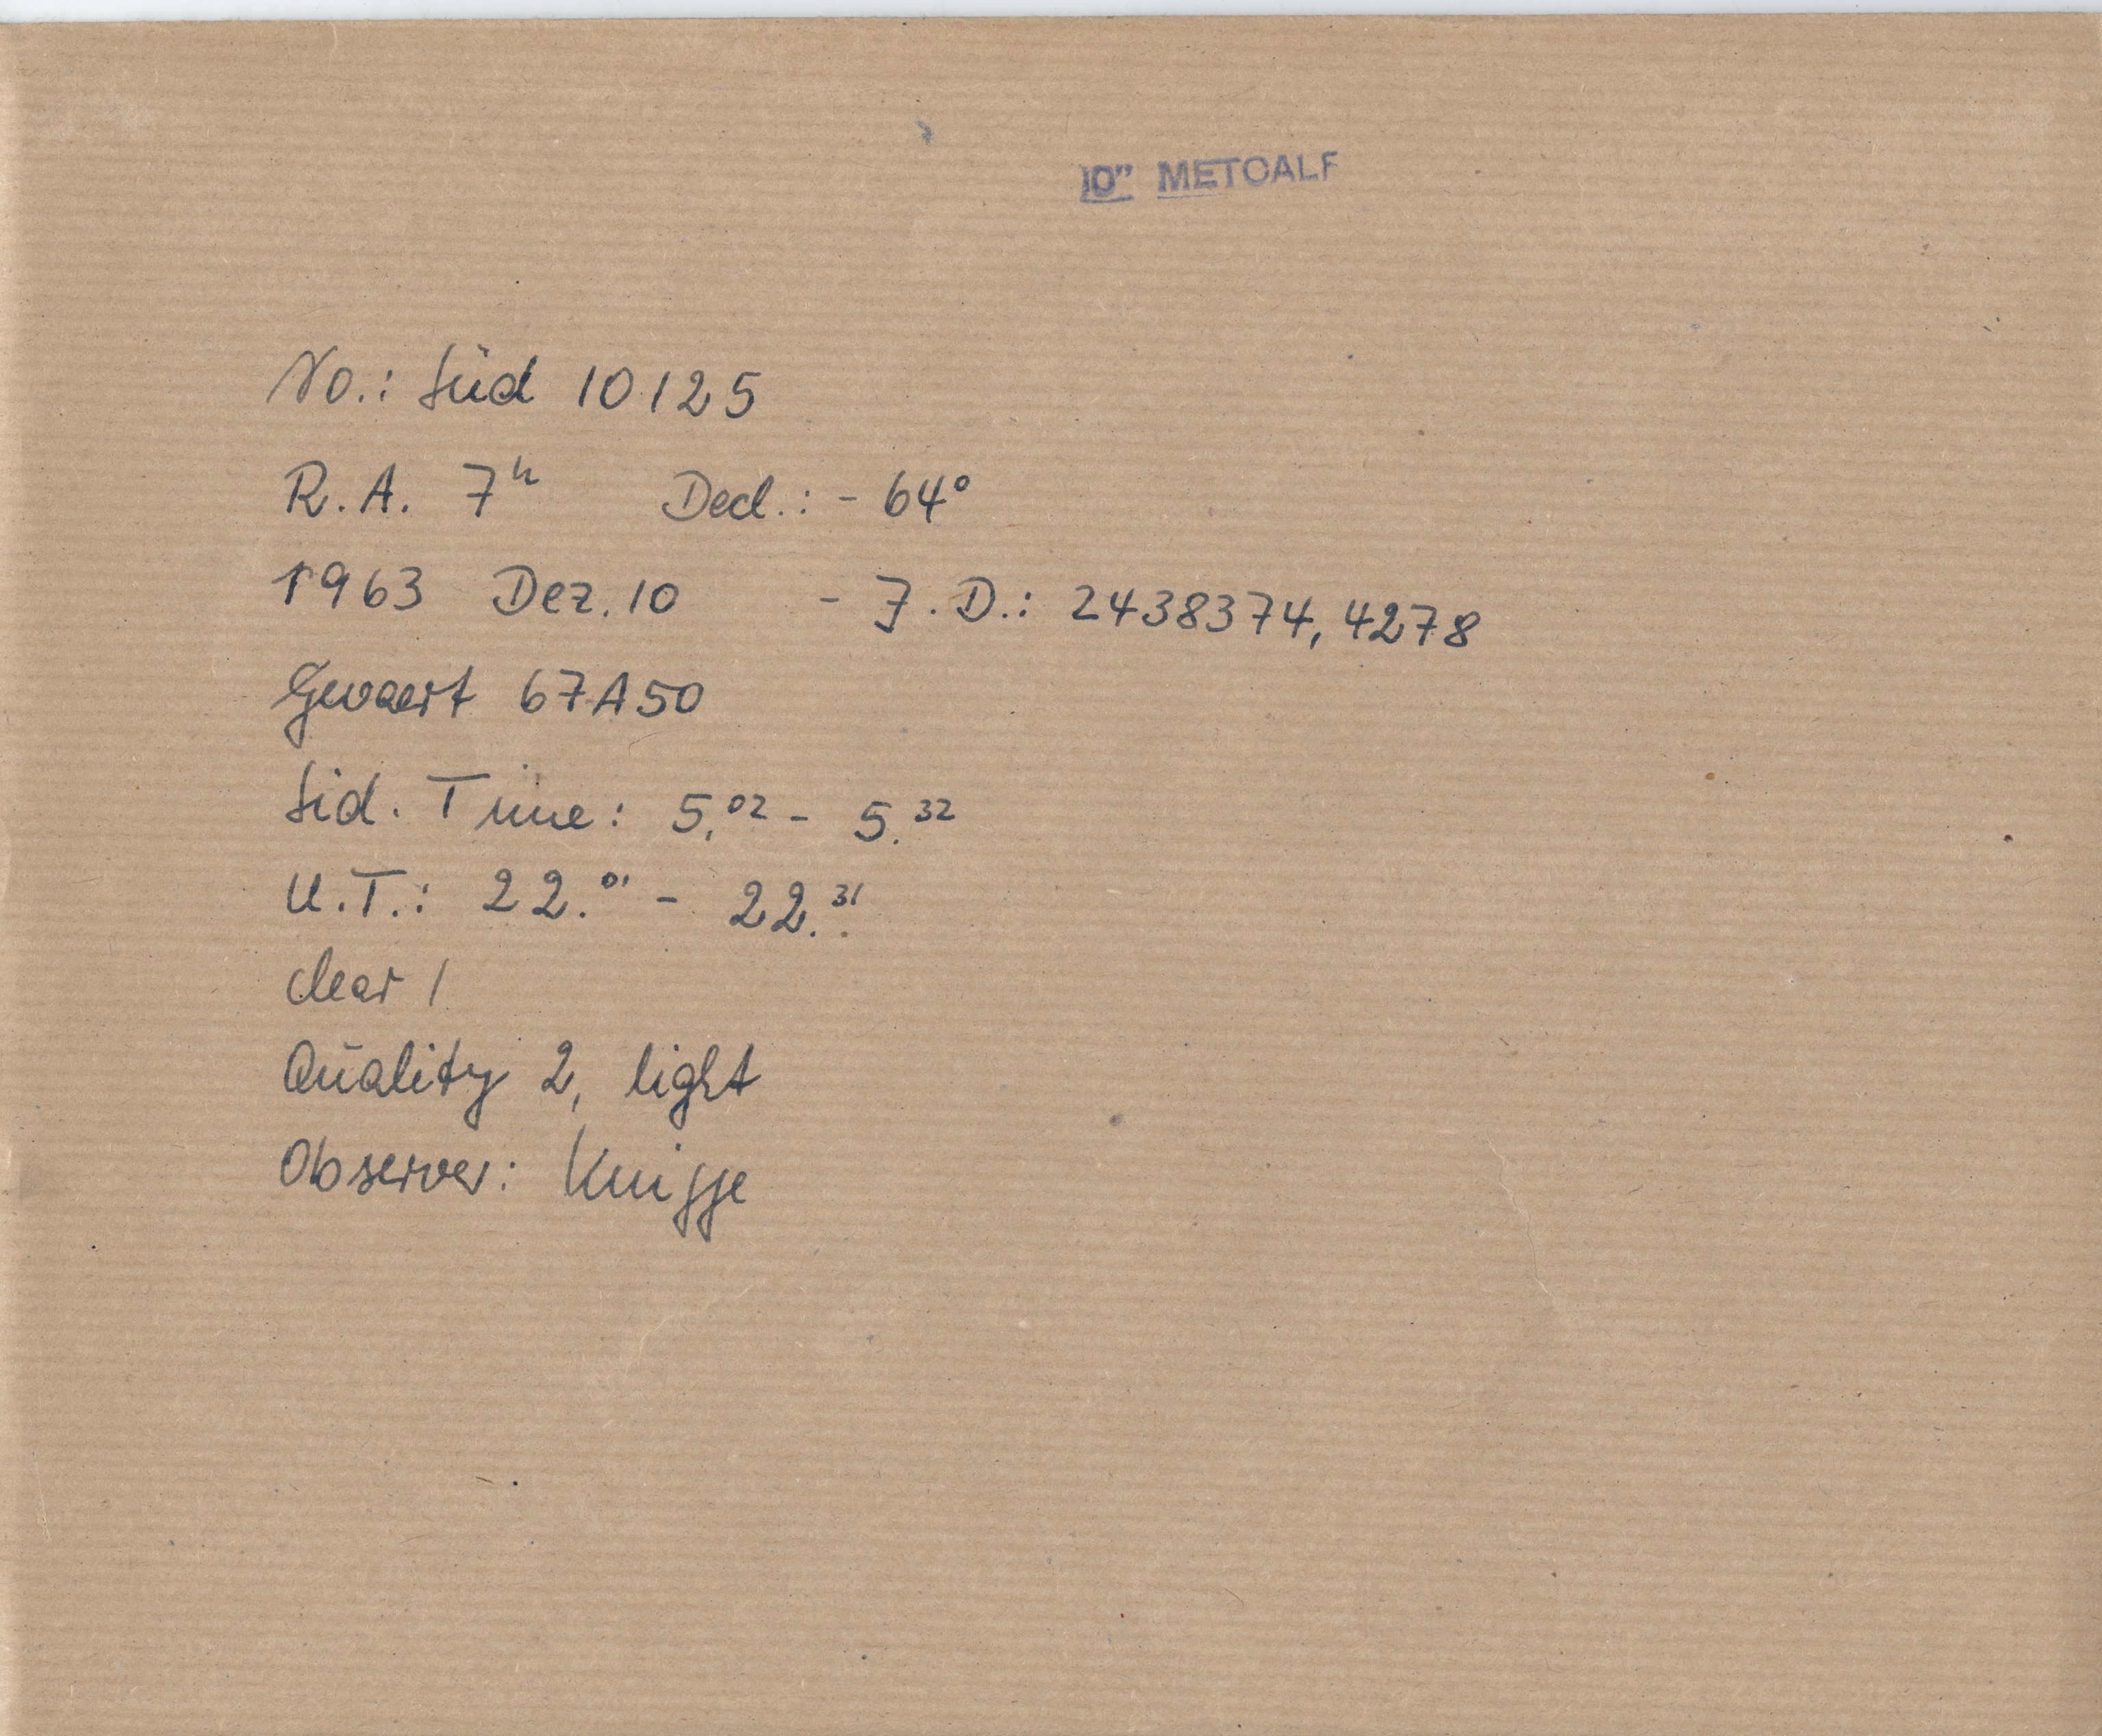 10" METCALF
No.: Süd 10125
R.A. 7h Decl.: - 64°
1963 Dez. 10 - J.D.: 2438374,4278
Gevaert 67A50
Sid. Time: 5.02 - 5.32
U.T.: 22.01 - 22.31
clear 1
Quality 2, light
Observer: Knigge